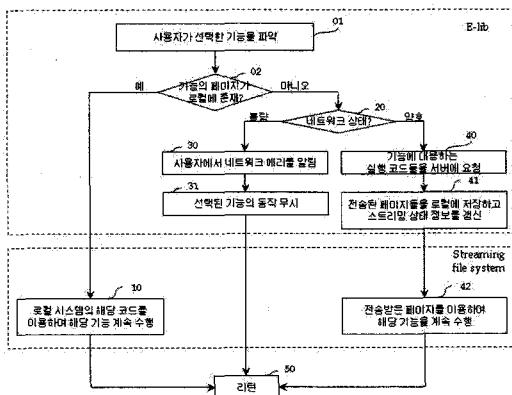 01
사용자가 선택한 기능을 파악
E-lib
예
02
아니오
기능의 페이지가
로컬에 존재?
20
네트워크 상태?
불량
양호
30
사용자에서 네트워크 에러를 알림
40
기능에 대응하는
실행 코드들을 서버에 요청
31
선택된 기능의 동작 무시
41
전송된 페이지들을 로컬에 저장하고
스트리밍 상태 정보를 갱신
Streaming
file system
10
로컬 시스템의 해당 코드를
이용하여 해당 기능 계속 수행
42
전송받은 페이지를 이용하여
해당 기능을 계속 수행
50
리턴